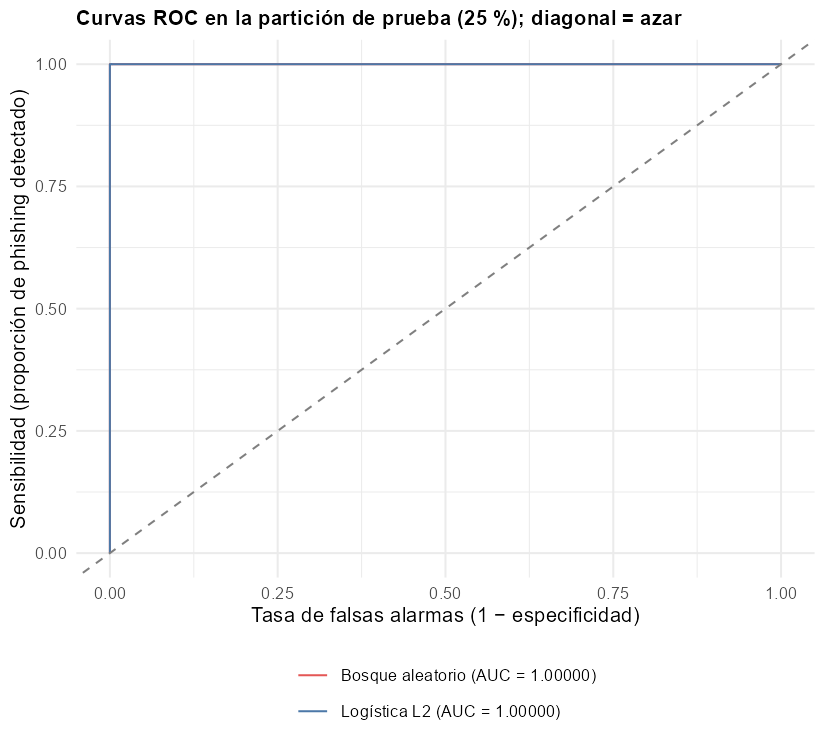 Curvas ROC en la partición de prueba (25 %); diagonal = azar
Sensibilidad (proporción de phishing detectado)
1.00
0.75
0.50
0.25
0.00
0.00 0.25 0.50 0.75 1.00
Tasa de falsas alarmas (1 − especificidad)
Bosque aleatorio (AUC = 1.00000)
Logística L2 (AUC = 1.00000)